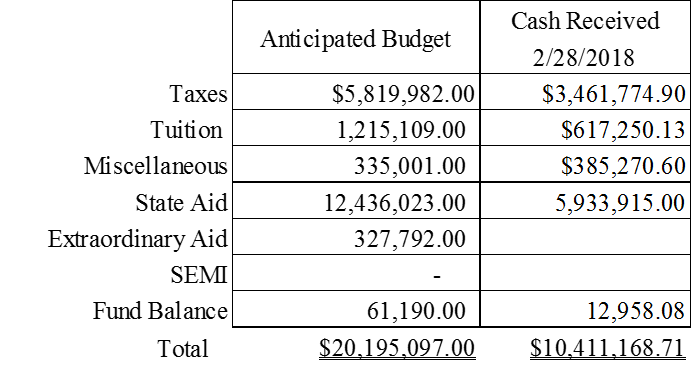 Anticipated Budget Cash Received
2/28/2018
Taxes $5,819,982.00 $3,461,774.90
Tuition 1,215,109.00 $617,250.13
Miscellaneous 335,001.00 $385,270.60
State Aid 12,436,023.00 5,933,915.00
Extraordinary Aid 327,792.00
SEMI -
Fund Balance 61,190.00 12,958.08
Total $20,195,097.00 $10,411,168.71